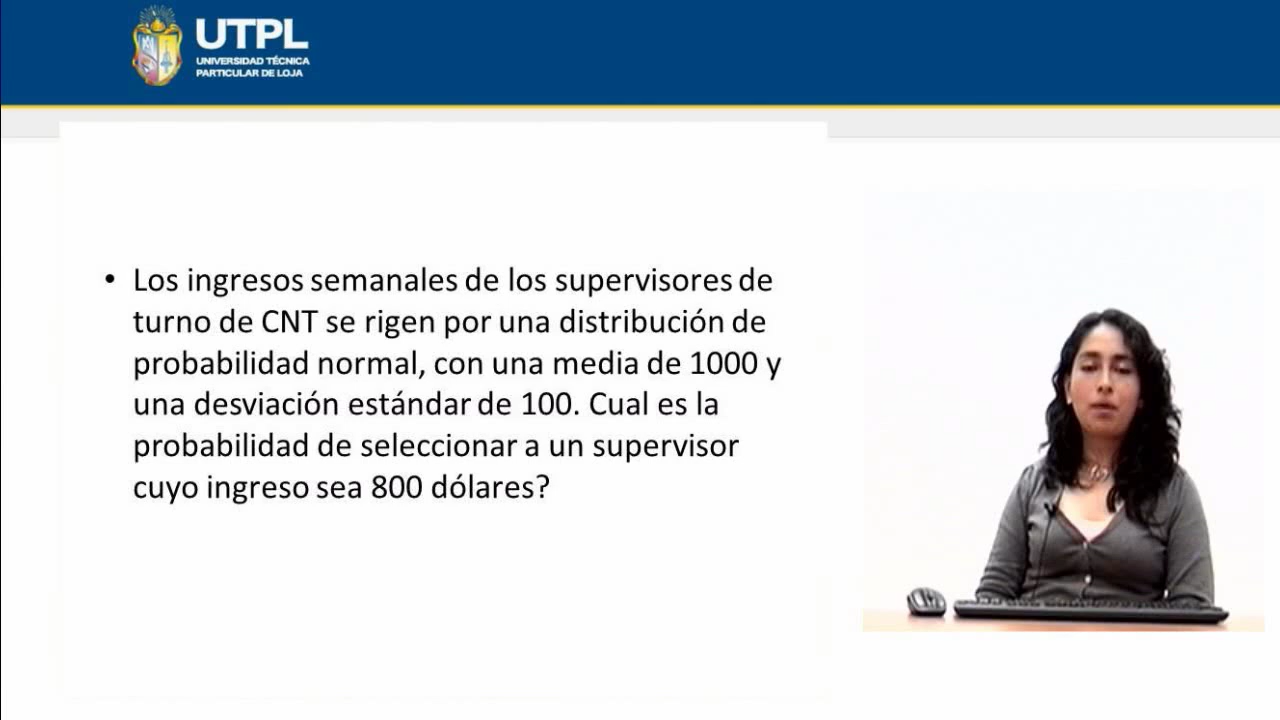 UTPL
UNIVERSIDAD TÉCNICA
PARTICULAR DE LOJA
• Los ingresos semanales de los supervisores de
turno de CNT se rigen por una distribución de
probabilidad normal, con una media de 1000 y
una desviación estándar de 100. Cual es la
probabilidad de seleccionar a un supervisor
cuyo ingreso sea 800 dólares?